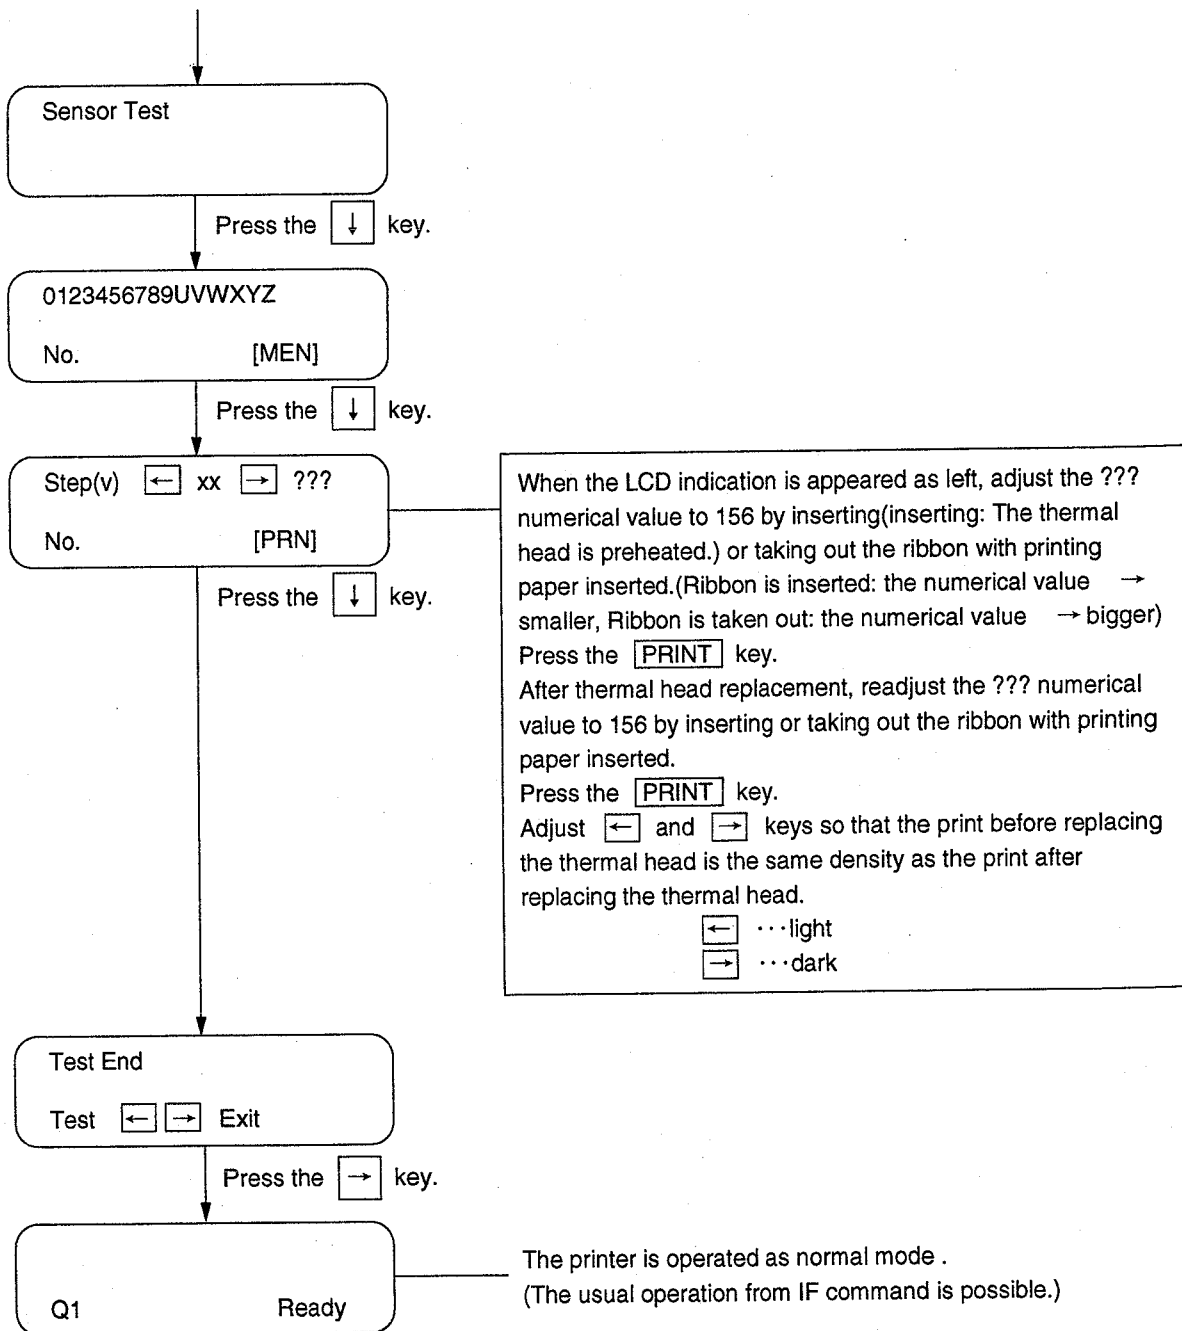 Sensor Test
Press the ↓ key.
0123456789UVWXYZ
No. [MEN]
Press the ↓ key.
Step(v) ← xx → ???
No. [PRN]
Press the ↓ key.
When the LCD indication is appeared as left, adjust the ???
numerical value to 156 by inserting(inserting: The thermal
head is preheated.) or taking out the ribbon with printing
paper inserted.(Ribbon is inserted: the numerical value →
smaller, Ribbon is taken out: the numerical value → bigger)
Press the PRINT key.
After thermal head replacement, readjust the ??? numerical
value to 156 by inserting or taking out the ribbon with printing
paper inserted.
Press the PRINT key.
Adjust ← and → keys so that the print before replacing
the thermal head is the same density as the print after
replacing the thermal head.
← ···light
→ ···dark
Test End
Test ← → Exit
Press the → key.
Q1 Ready
The printer is operated as normal mode .
(The usual operation from IF command is possible.)